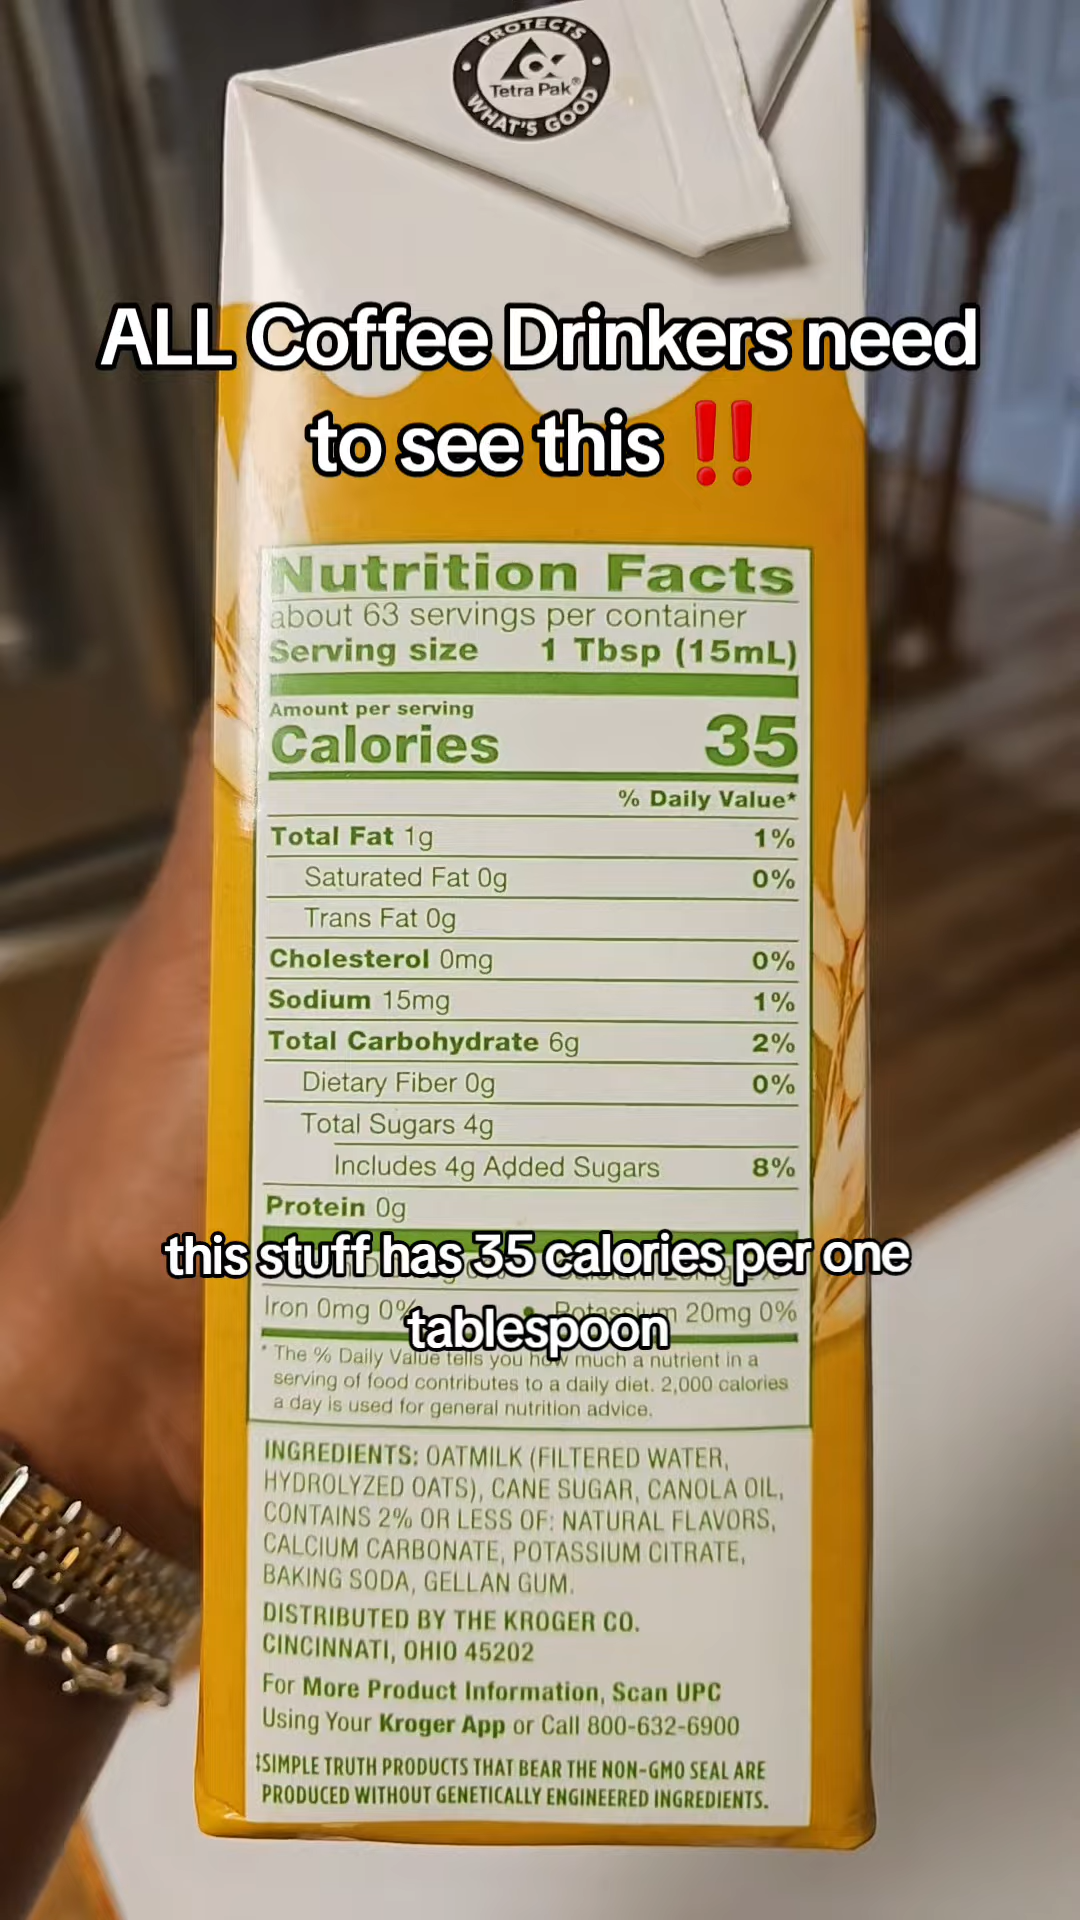 PROTECTS
Tetra Pak®
WHAT'S GOOD
ALL Coffee Drinkers need
to see this ‼️
Nutrition Facts
about 63 servings per container
Serving size 1 Tbsp (15mL)
Amount per serving
Calories 35
% Daily Value*
Total Fat 1g 1%
Saturated Fat 0g 0%
Trans Fat 0g
Cholesterol 0mg 0%
Sodium 15mg 1%
Total Carbohydrate 6g 2%
Dietary Fiber 0g 0%
Total Sugars 4g
Includes 4g Added Sugars 8%
Protein 0g
this stuff has 35 calories per one
tablespoon
Iron 0mg 0% • Potassium 20mg 0%
* The % Daily Value tells you how much a nutrient in a
serving of food contributes to a daily diet. 2,000 calories
a day is used for general nutrition advice.
INGREDIENTS: OATMILK (FILTERED WATER,
HYDROLYZED OATS), CANE SUGAR, CANOLA OIL,
CONTAINS 2% OR LESS OF: NATURAL FLAVORS,
CALCIUM CARBONATE, POTASSIUM CITRATE,
BAKING SODA, GELLAN GUM.
DISTRIBUTED BY THE KROGER CO.
CINCINNATI, OHIO 45202
For More Product Information, Scan UPC
Using Your Kroger App or Call 800-632-6900
‡SIMPLE TRUTH PRODUCTS THAT BEAR THE NON-GMO SEAL ARE
PRODUCED WITHOUT GENETICALLY ENGINEERED INGREDIENTS.